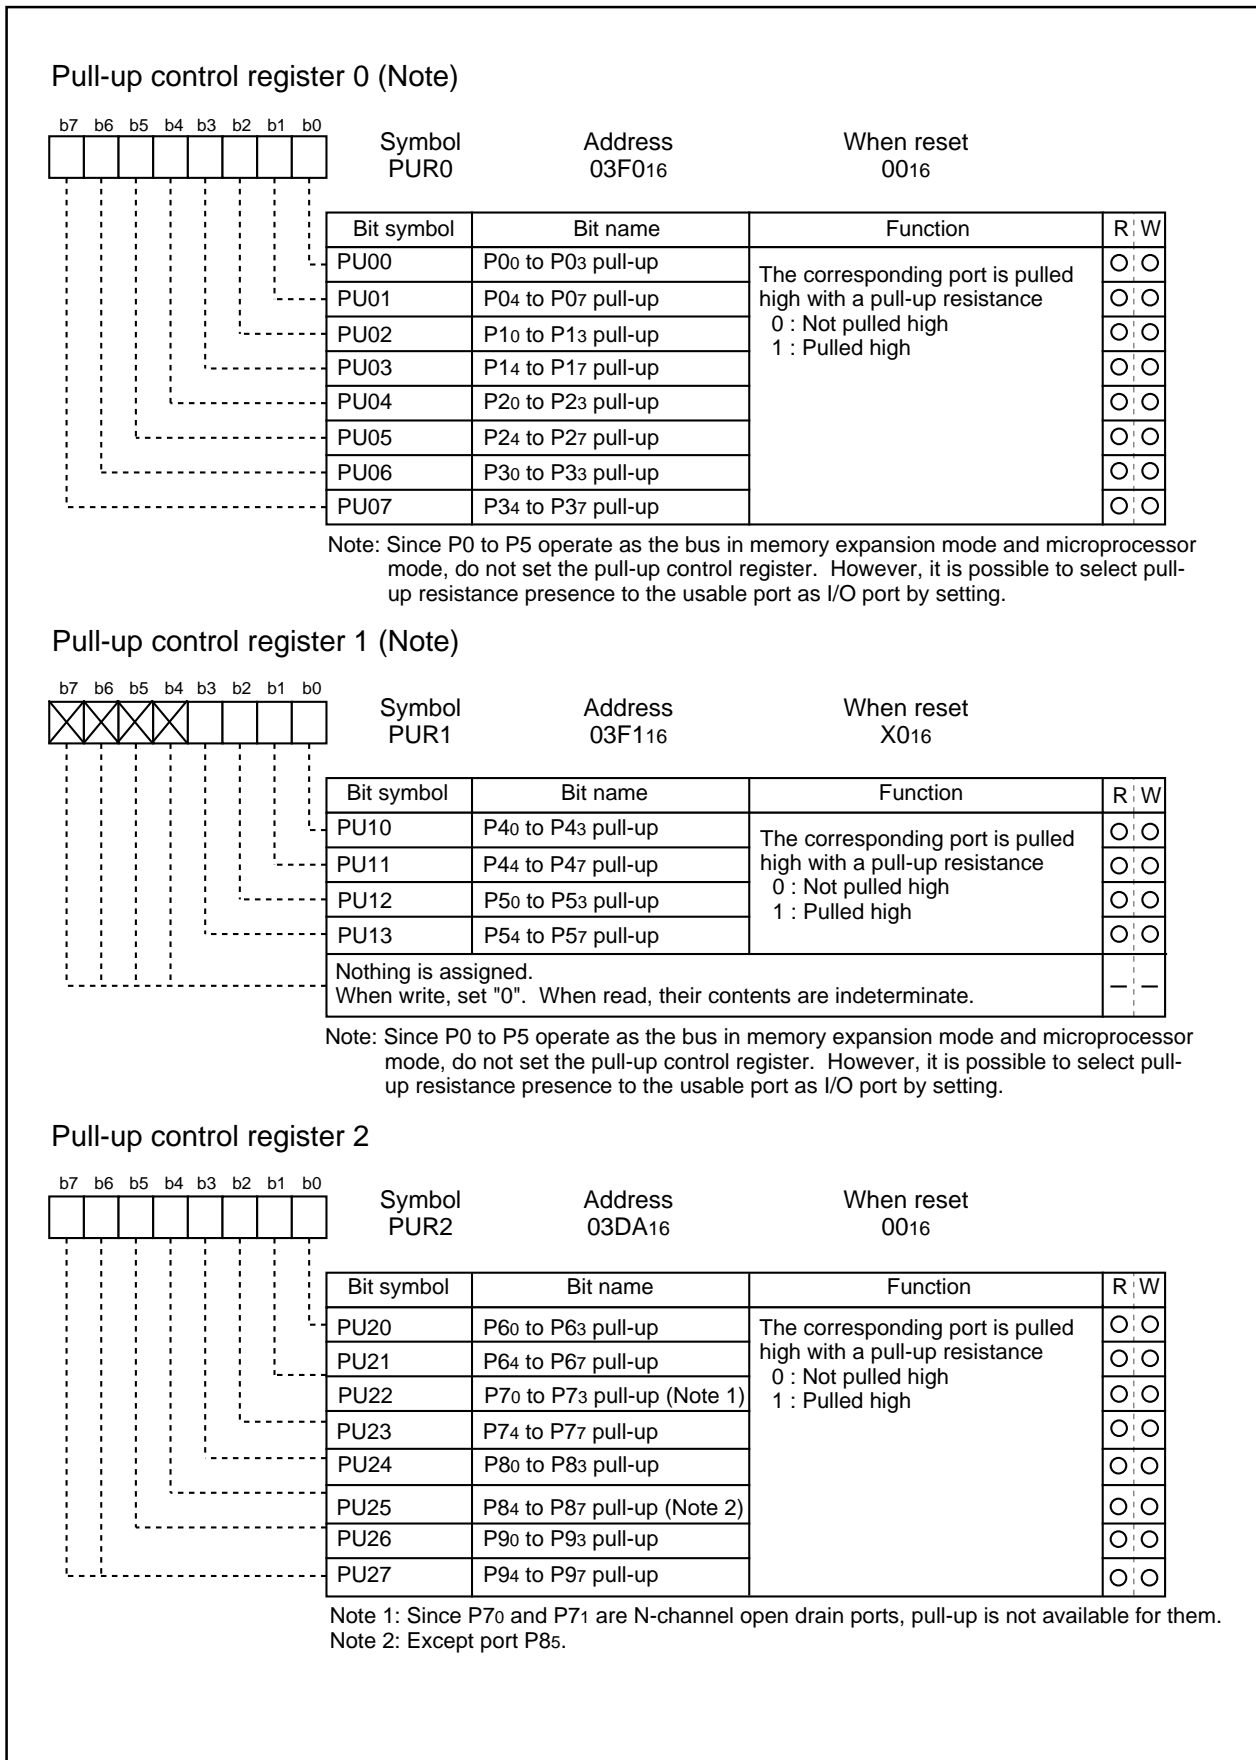 Pull-up control register 0 (Note)
b7 b6 b5 b4 b3 b2 b1 b0
Symbol Address When reset
PUR0 03F016 0016
Bit symbol Bit name Function R W
PU00 P00 to P03 pull-up
The corresponding port is pulled
PU01 P04 to P07 pull-up
high with a pull-up resistance
0 : Not pulled high
PU02 P10 to P13 pull-up
1 : Pulled high
PU03 P14 to P17 pull-up
PU04 P20 to P23 pull-up
PU05 P24 to P27 pull-up
PU06 P30 to P33 pull-up
PU07 P34 to P37 pull-up
Note: Since P0 to P5 operate as the bus in memory expansion mode and microprocessor
mode, do not set the pull-up control register. However, it is possible to select pull-
up resistance presence to the usable port as I/O port by setting.
Pull-up control register 1 (Note)
b7 b6 b5 b4 b3 b2 b1 b0
Symbol Address When reset
PUR1 03F116 X016
Bit symbol Bit name Function R W
PU10 P40 to P43 pull-up
The corresponding port is pulled
PU11 P44 to P47 pull-up
high with a pull-up resistance
0 : Not pulled high
PU12 P50 to P53 pull-up
1 : Pulled high
PU13 P54 to P57 pull-up
Nothing is assigned.
When write, set "0". When read, their contents are indeterminate. – –
Note: Since P0 to P5 operate as the bus in memory expansion mode and microprocessor
mode, do not set the pull-up control register. However, it is possible to select pull-
up resistance presence to the usable port as I/O port by setting.
Pull-up control register 2
b7 b6 b5 b4 b3 b2 b1 b0
Symbol Address When reset
PUR2 03DA16 0016
Bit symbol Bit name Function R W
PU20 P60 to P63 pull-up The corresponding port is pulled
high with a pull-up resistance
PU21 P64 to P67 pull-up
0 : Not pulled high
PU22 P70 to P73 pull-up (Note 1) 1 : Pulled high
PU23 P74 to P77 pull-up
PU24 P80 to P83 pull-up
PU25 P84 to P87 pull-up (Note 2)
PU26 P90 to P93 pull-up
PU27 P94 to P97 pull-up
Note 1: Since P70 and P71 are N-channel open drain ports, pull-up is not available for them.
Note 2: Except port P85.